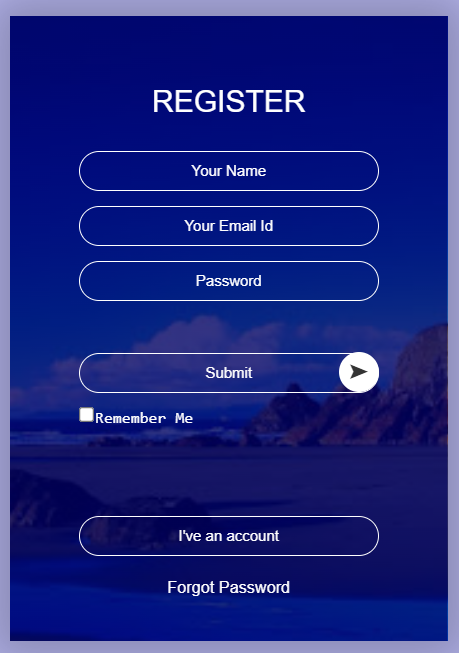 REGISTER
Your Name
Your Email Id
Password
Submit
Remember Me
I've an account
Forgot Password